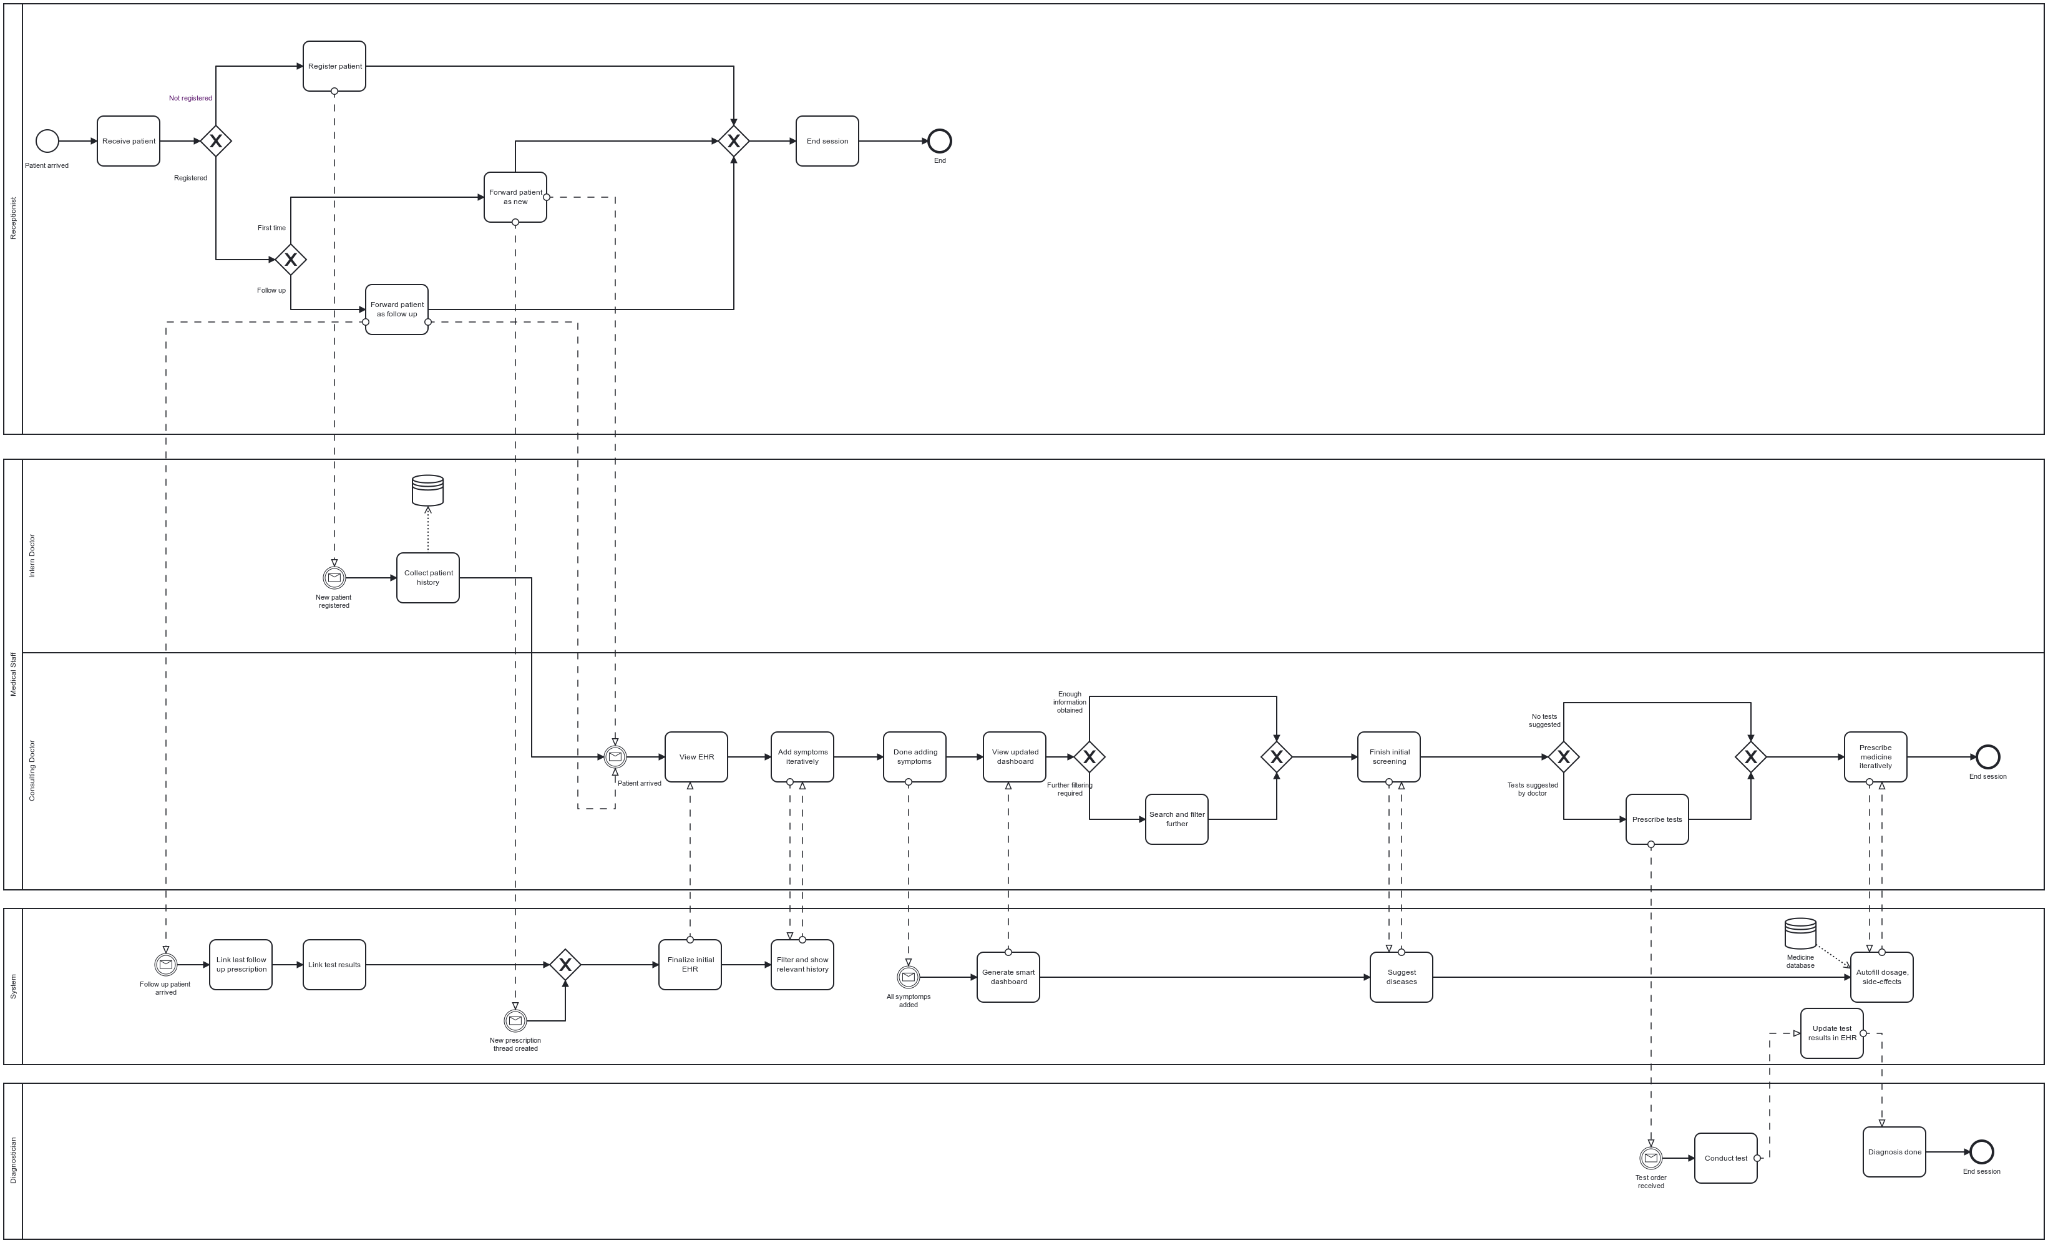 Receptionist
Register patient
Not registered
Receive patient
Patient arrived
X
X
End session
End
Registered
Forward patient
as new
First time
X
Follow up
Forward patient
as follow up
Medical Staff
Intern Doctor
Collect patient
history
New patient
registered
Consulting Doctor
Enough
information
obtained
No tests
suggested
View EHR
Add symptoms
iteratively
Done adding
symptoms
View updated
dashboard
X
X
Finish initial
screening
X
X
Prescribe
medicine
iteratively
End session
Patient arrived
Further filtering
required
Tests suggested
by doctor
Search and filter
further
Prescribe tests
System
Medicine
database
Link last follow
up prescription
Link test results
X
Finalize initial
EHR
Filter and show
relevant history
Follow up patient
arrived
All symptomps
added
Generate smart
dashboard
Suggest
diseases
Autofill dosage,
side-effects
New prescription
thread created
Update test
results in EHR
Diagnostician
Conduct test
Diagnosis done
Test order
received
End session